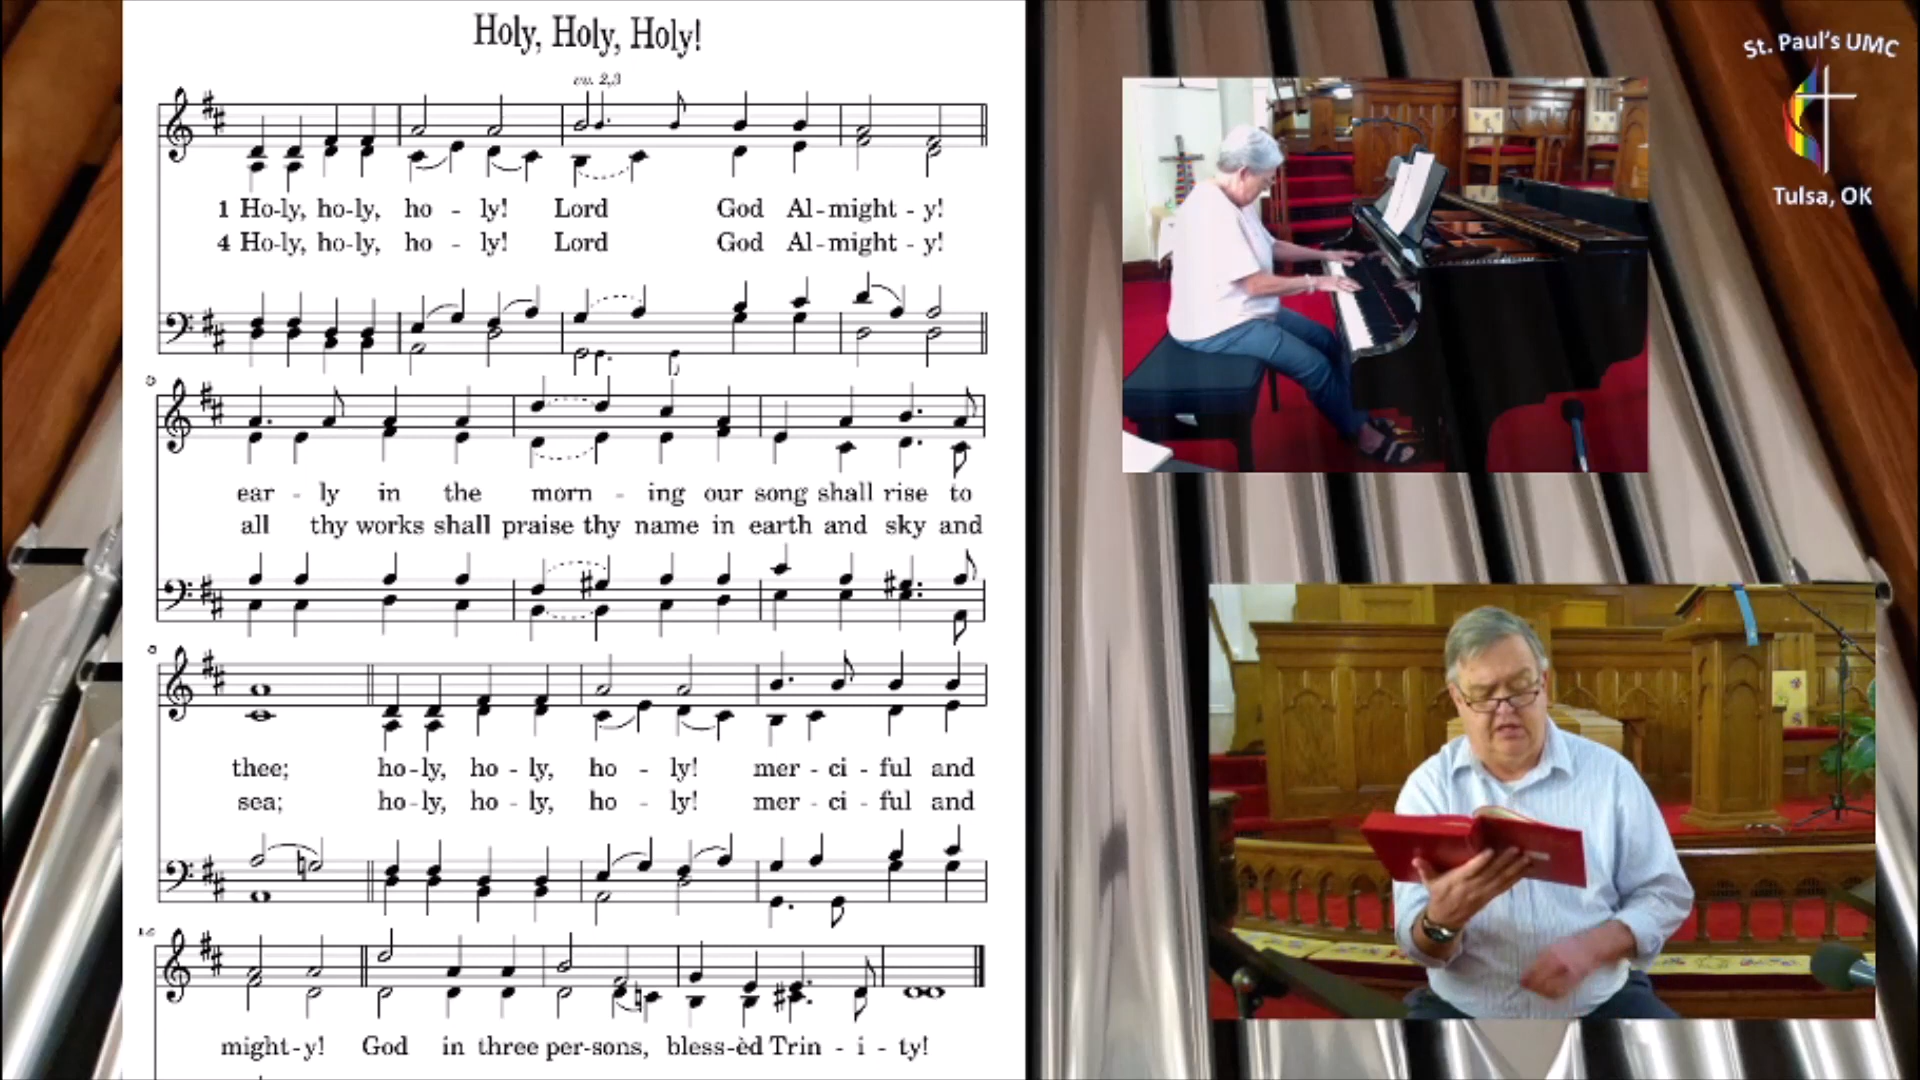 Holy, Holy, Holy!
vv. 2,3
1 Ho-ly, ho-ly, ho - ly! Lord God Al-might - y!
4 Ho-ly, ho-ly, ho - ly! Lord God Al-might - y!
ear - ly in the morn - ing our song shall rise to
all thy works shall praise thy name in earth and sky and
thee; ho-ly, ho - ly, ho - ly! mer - ci - ful and
sea; ho-ly, ho - ly, ho - ly! mer - ci - ful and
might-y! God in three per-sons, bless-èd Trin - i - ty!
St. Paul's UMC
Tulsa, OK